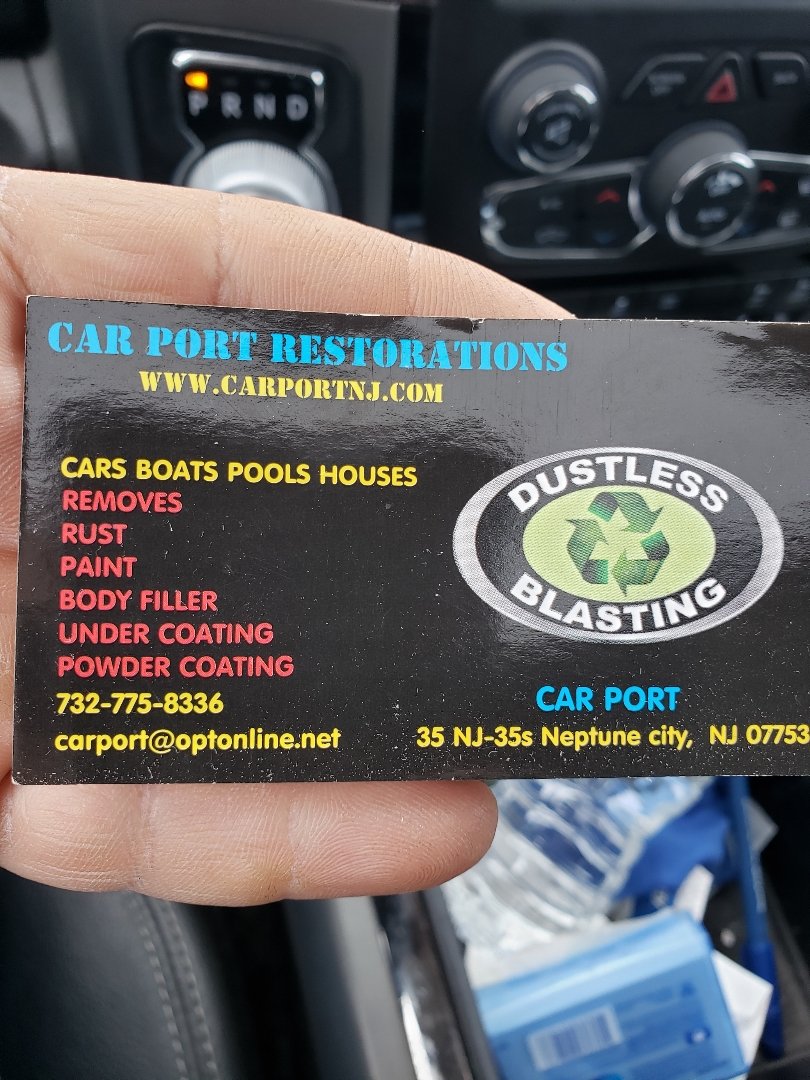 P R N D
CAR PORT RESTORATIONS
WWW.CARPORTNJ.COM
CARS BOATS POOLS HOUSES
REMOVES
RUST
PAINT
BODY FILLER
UNDER COATING
POWDER COATING
732-775-8336
carport@optonline.net
DUSTLESS
BLASTING
CAR PORT
35 NJ-35s Neptune city, NJ 07753